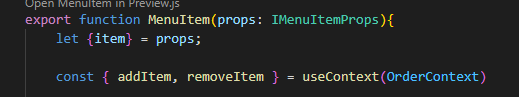 Open MenuItem in Preview.js
export function MenuItem(props: IMenuItemProps){
    let {item} = props;
    const { addItem, removeItem } = useContext(OrderContext)